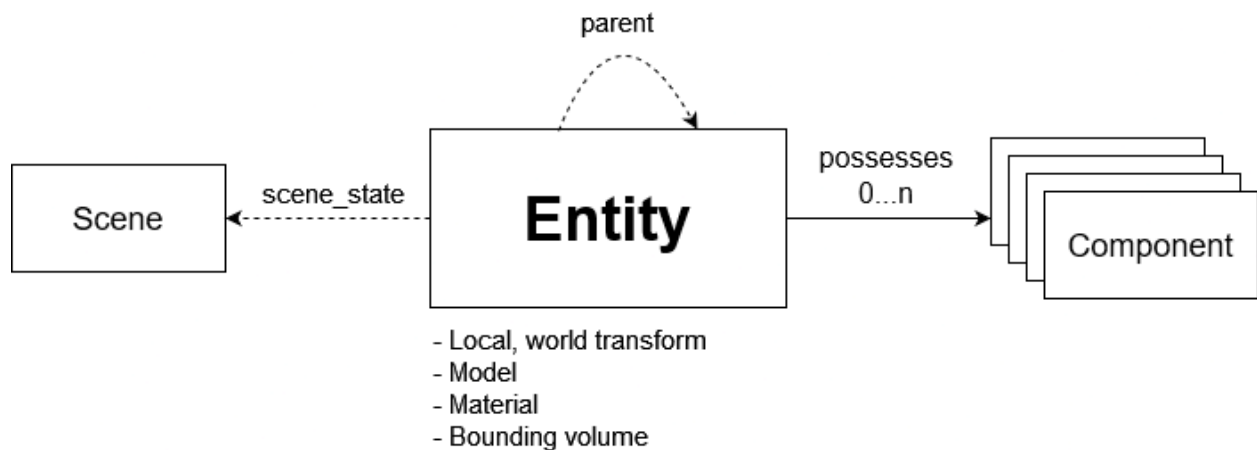 parent
Scene
scene_state
Entity
possesses
0...n
Component
- Local, world transform
- Model
- Material
- Bounding volume